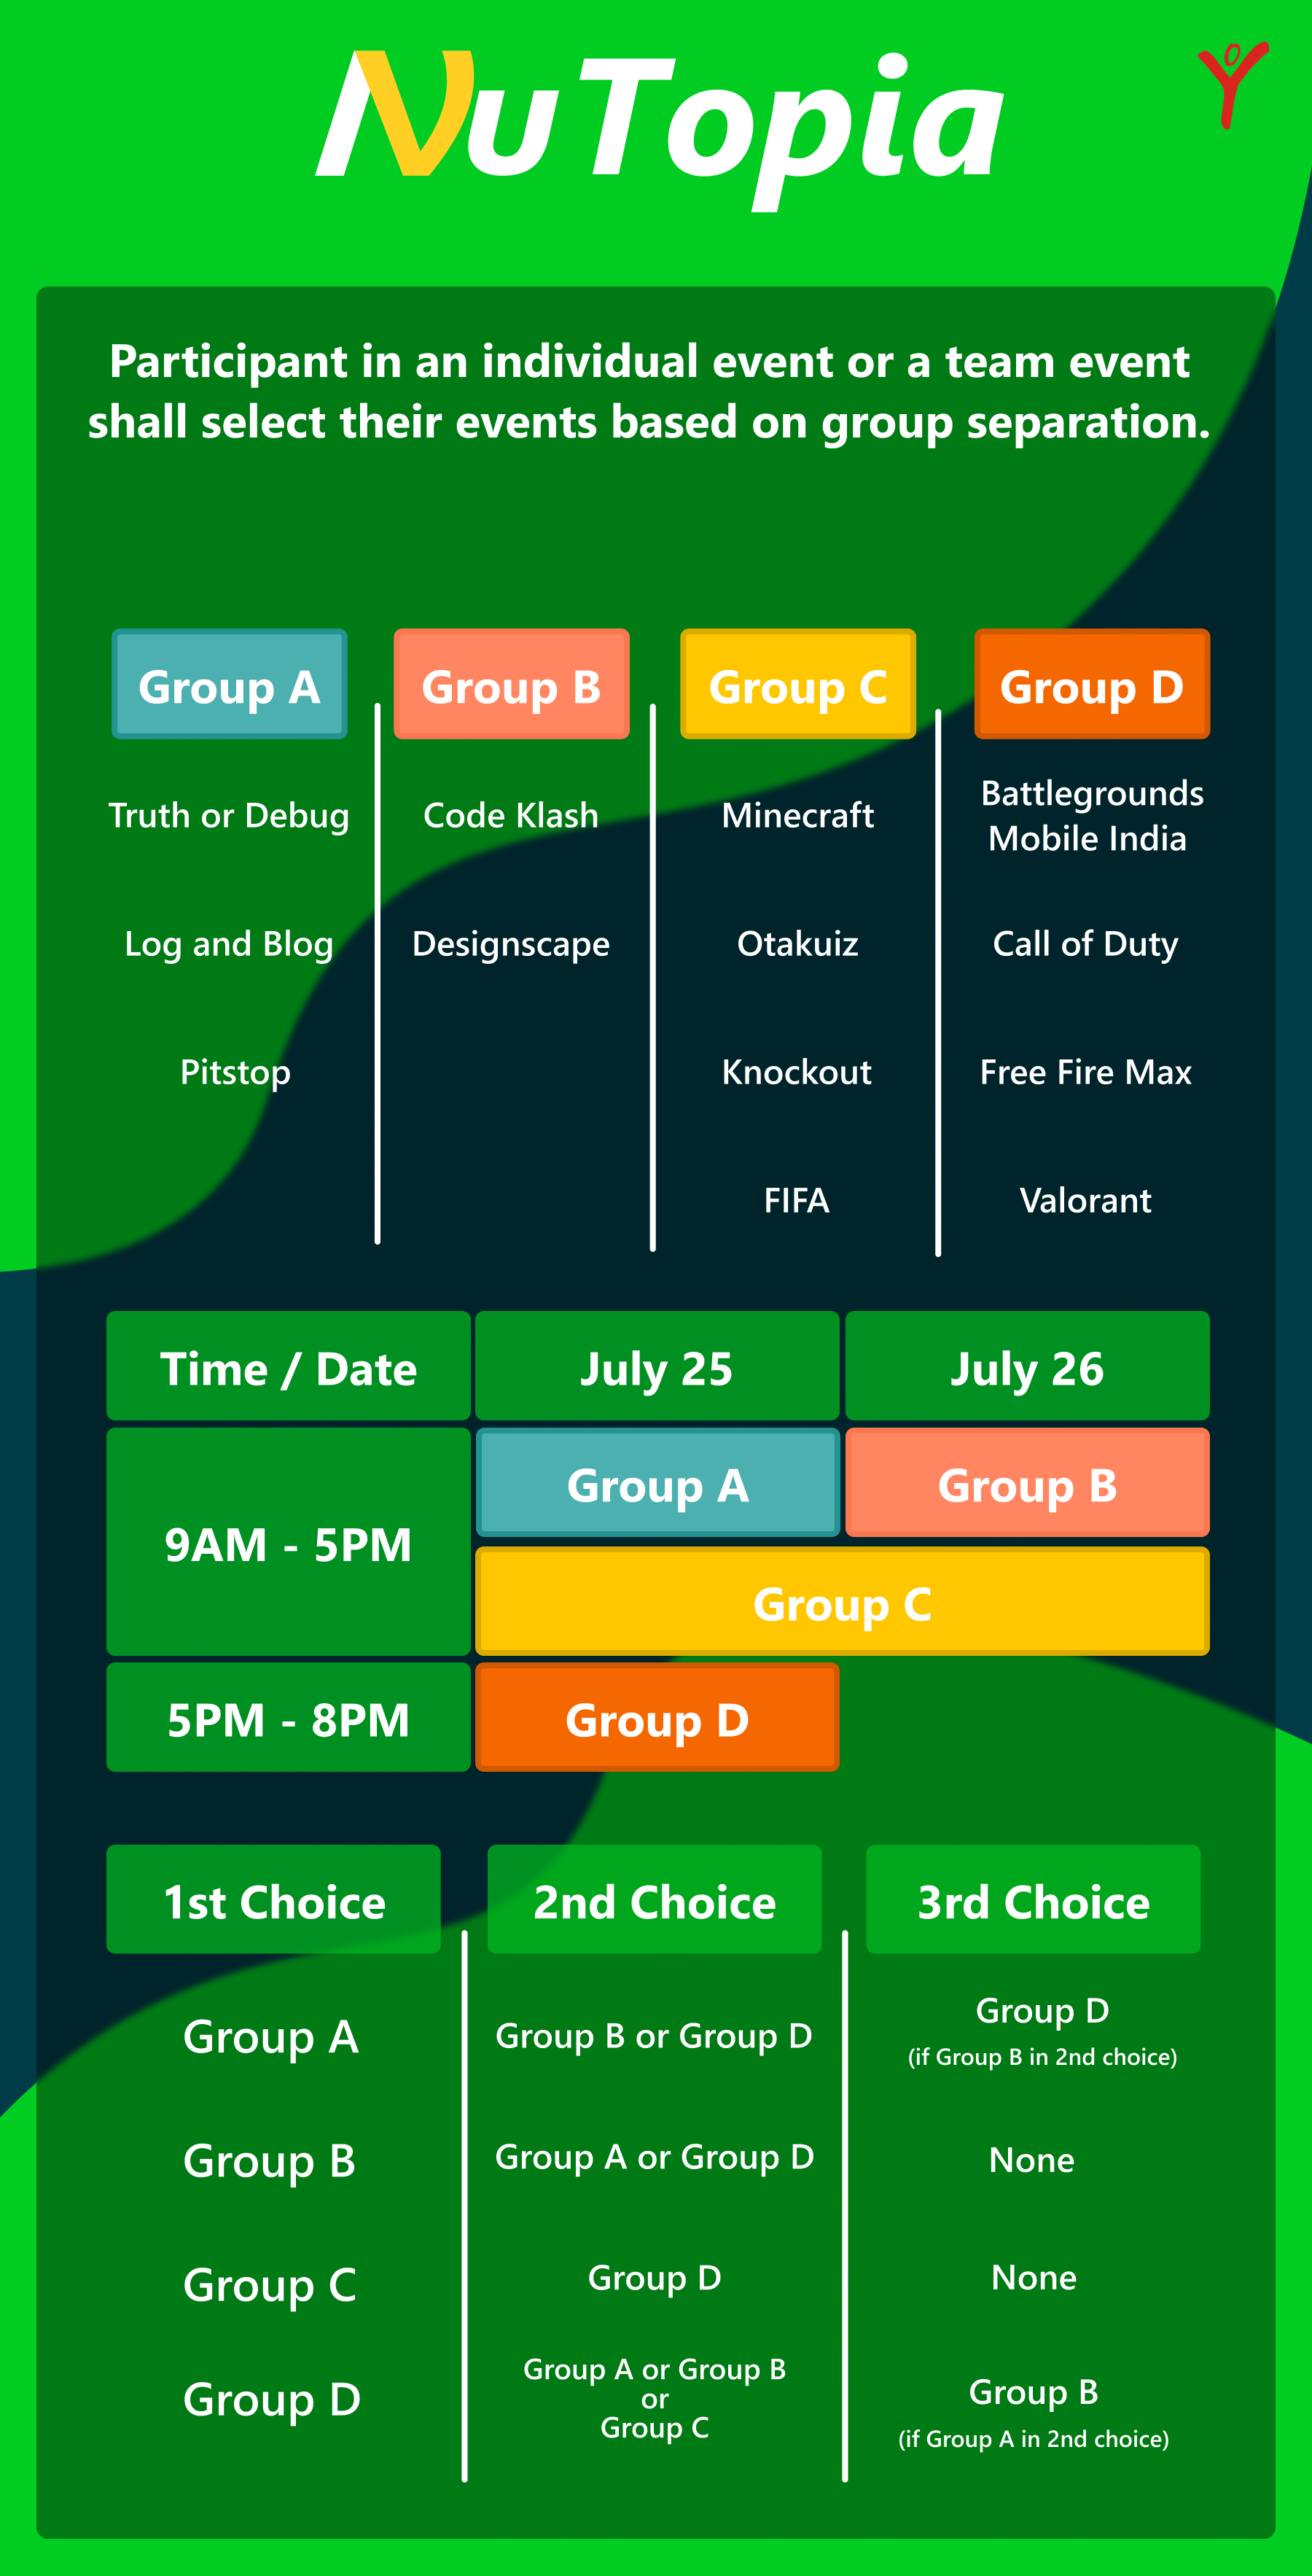 NuTopia
Participant in an individual event or a team event
shall select their events based on group separation.
Group A
Group B
Group C
Group D
Truth or Debug
Code Klash
Minecraft
Battlegrounds
Mobile India
Log and Blog
Designscape
Otakuiz
Call of Duty
Pitstop
Knockout
Free Fire Max
FIFA
Valorant
Time / Date
July 25
July 26
9AM - 5PM
Group A
Group B
Group C
5PM - 8PM
Group D
1st Choice
2nd Choice
3rd Choice
Group A
Group B or Group D
Group D
(if Group B in 2nd choice)
Group B
Group A or Group D
None
Group C
Group D
None
Group D
Group A or Group B
or
Group C
Group B
(if Group A in 2nd choice)